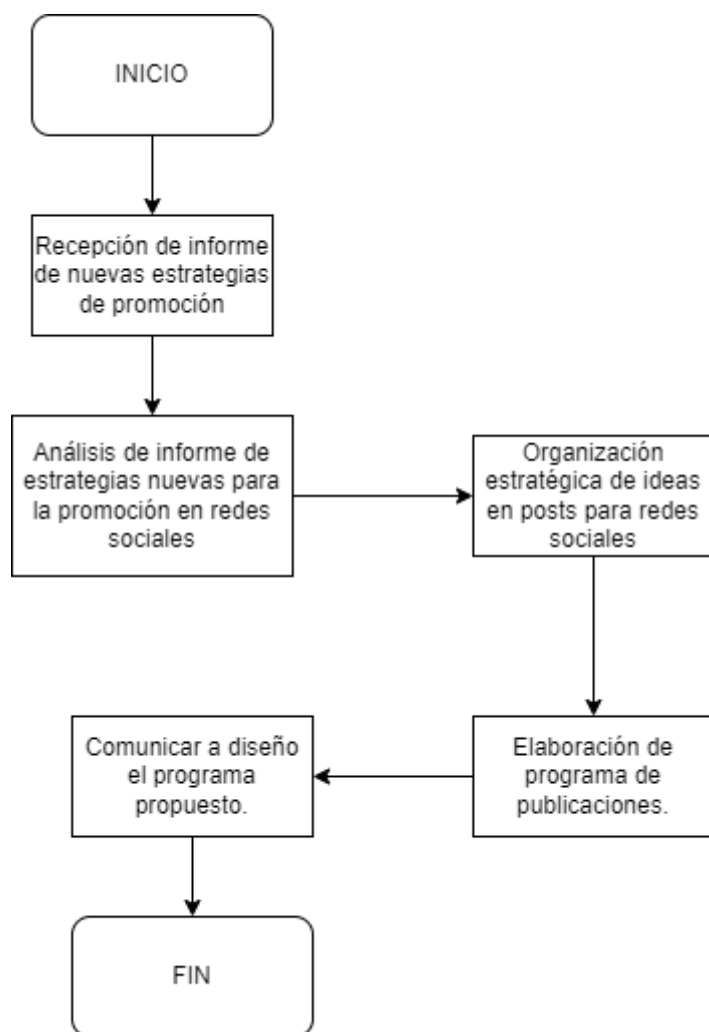 INICIO
Recepción de informe
de nuevas estrategias
de promoción
Análisis de informe de
estrategias nuevas para
la promoción en redes
sociales
Organización
estratégica de ideas
en posts para redes
sociales
Elaboración de
programa de
publicaciones.
Comunicar a diseño
el programa
propuesto.
FIN